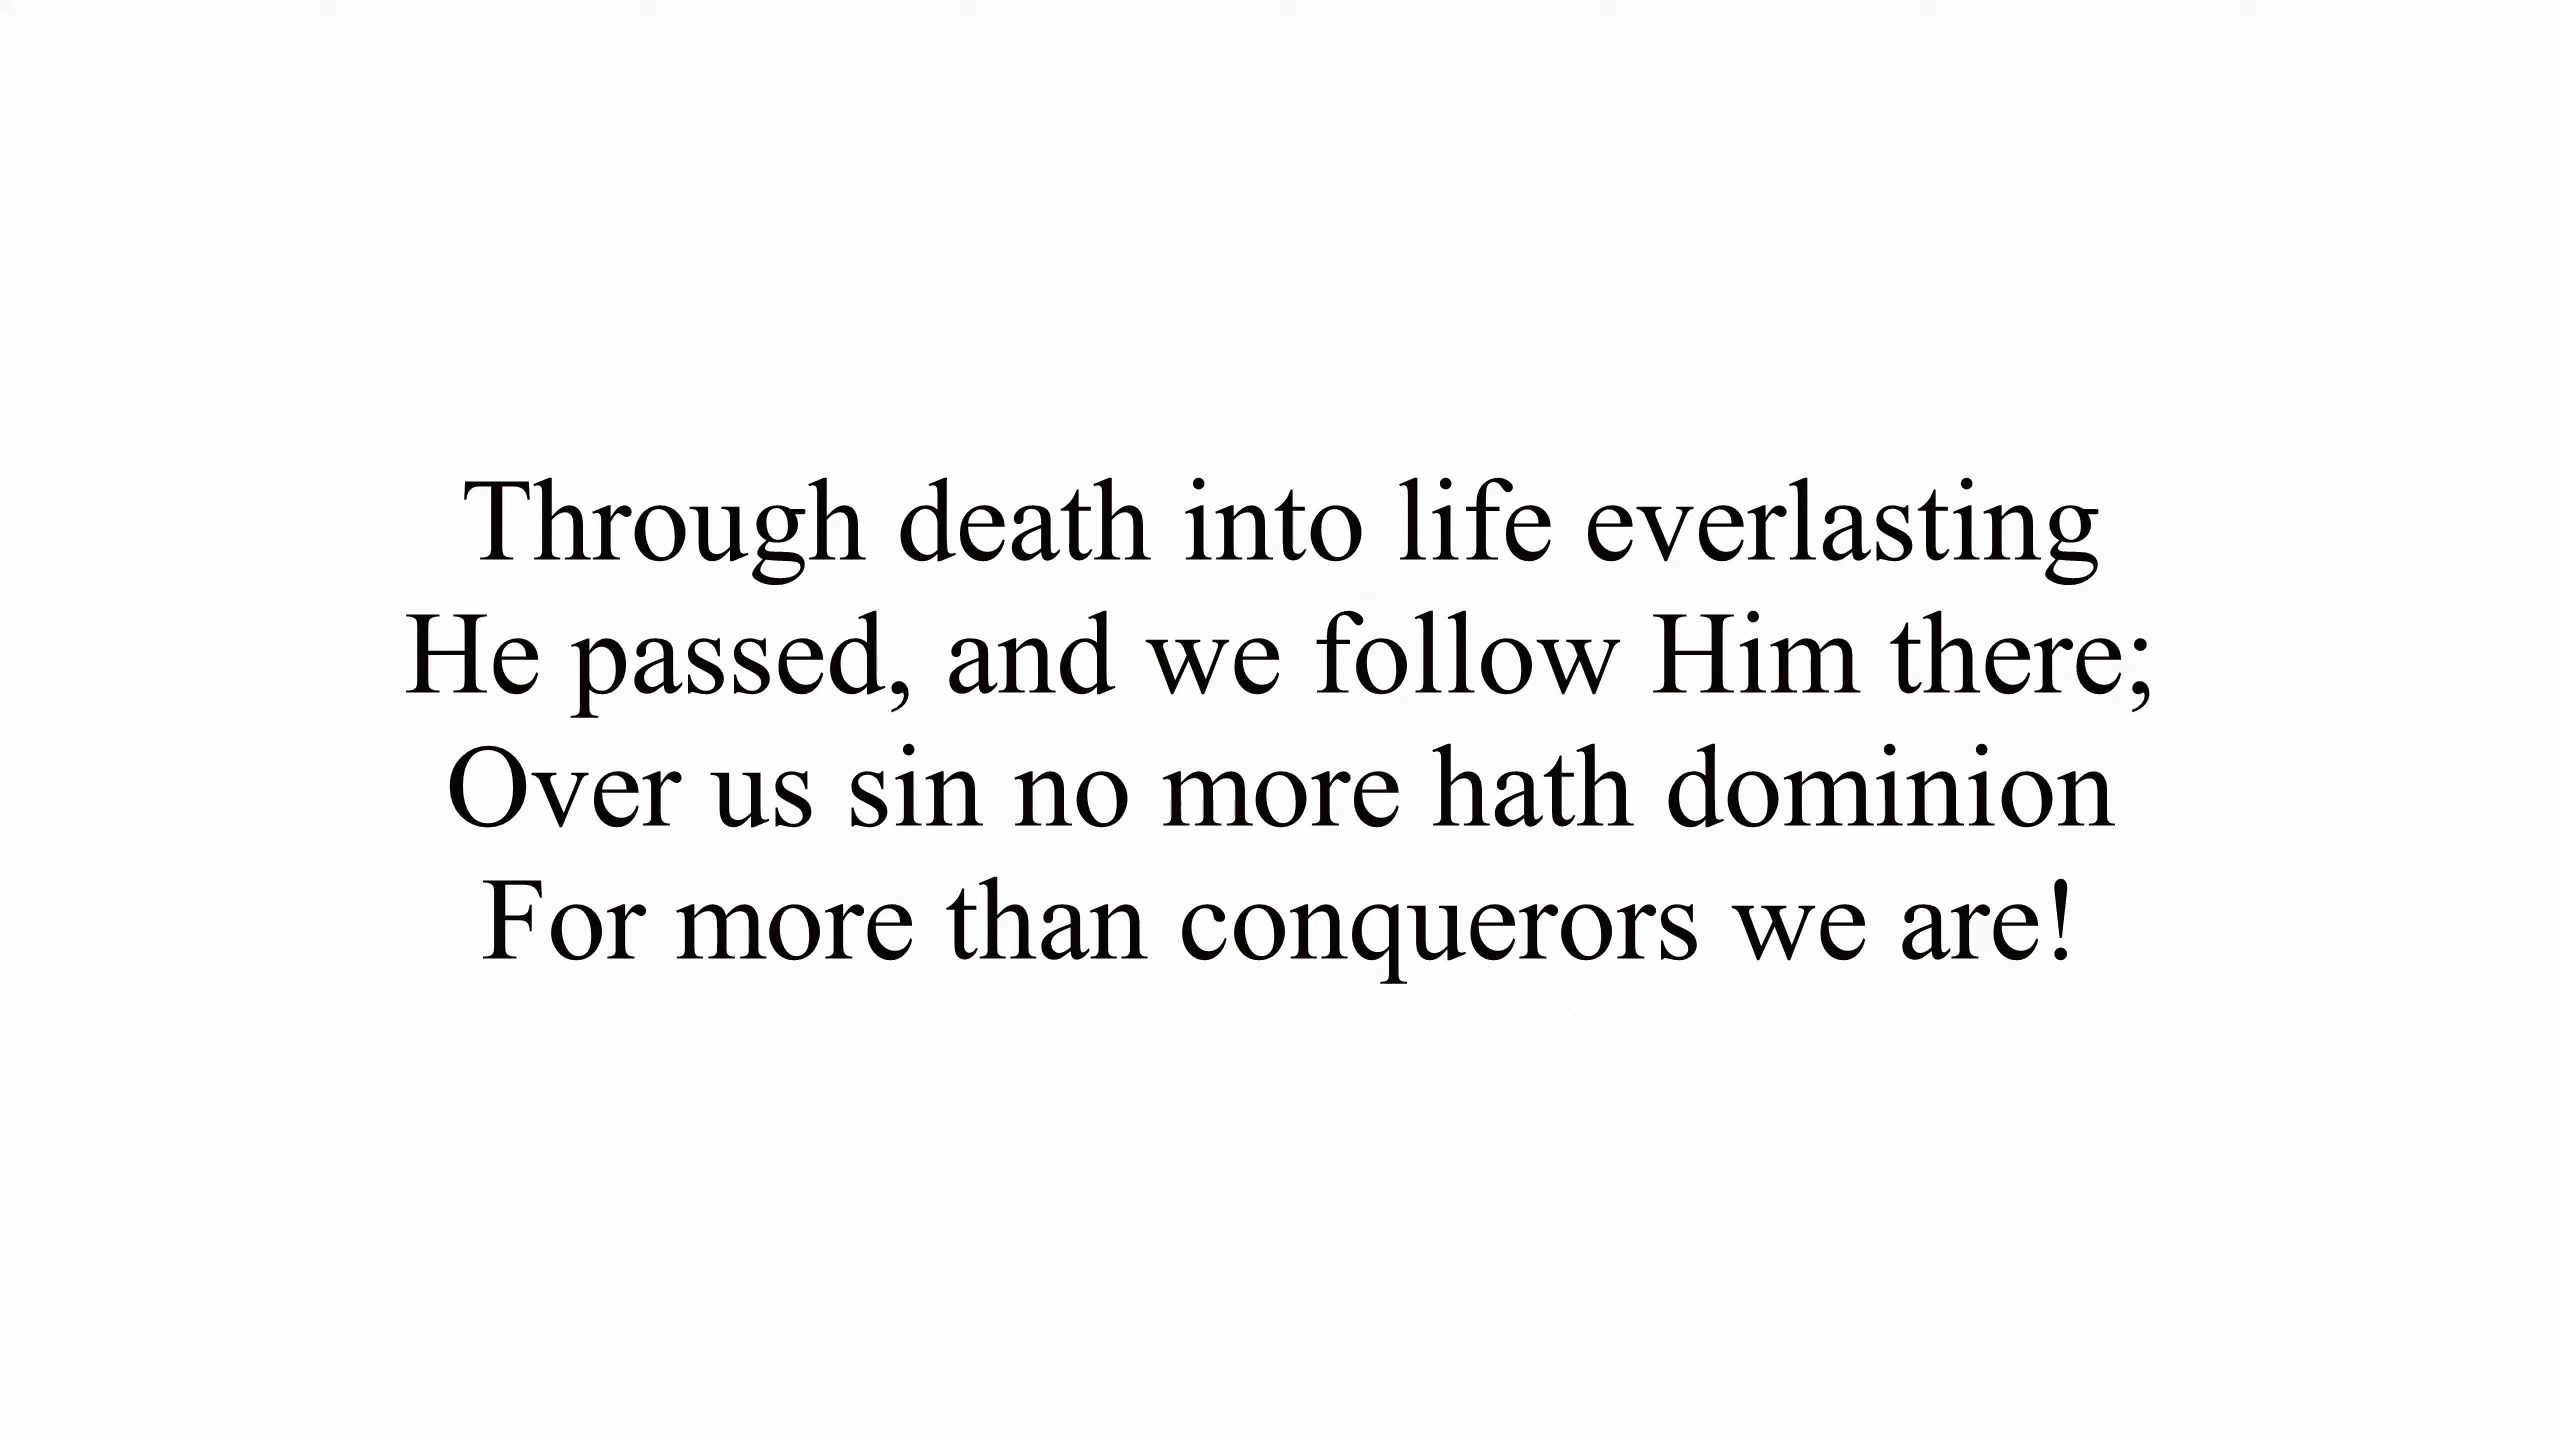 Through death into life everlasting
He passed, and we follow Him there;
Over us sin no more hath dominion
For more than conquerors we are!